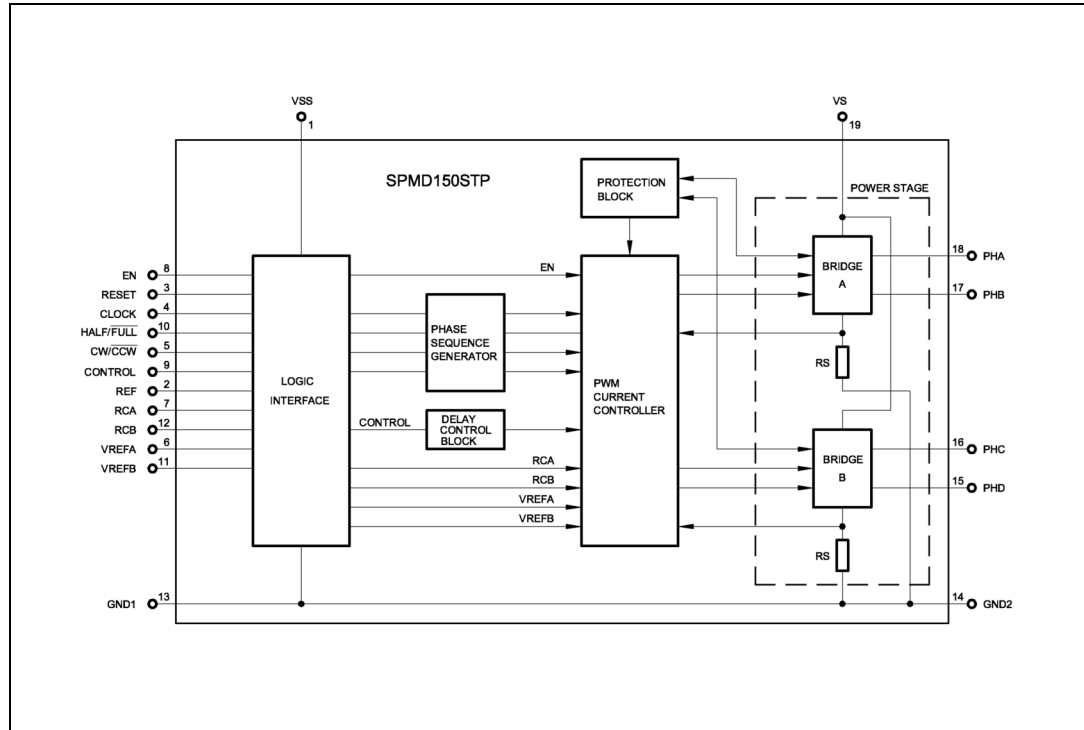 VSS
1
VS
19
SPMD150STP
PROTECTION
BLOCK
POWER STAGE
EN 8
RESET 3
CLOCK 4
HALF/FULL 10
CW/CCW 5
CONTROL 9
REF 2
RCA 7
RCB 12
VREFA 6
VREFB 11
LOGIC
INTERFACE
EN
PHASE
SEQUENCE
GENERATOR
CONTROL
DELAY
CONTROL
BLOCK
RCA
RCB
VREFA
VREFB
PWM
CURRENT
CONTROLLER
BRIDGE
A
RS
BRIDGE
B
RS
18 PHA
17 PHB
16 PHC
15 PHD
GND1 13
14 GND2